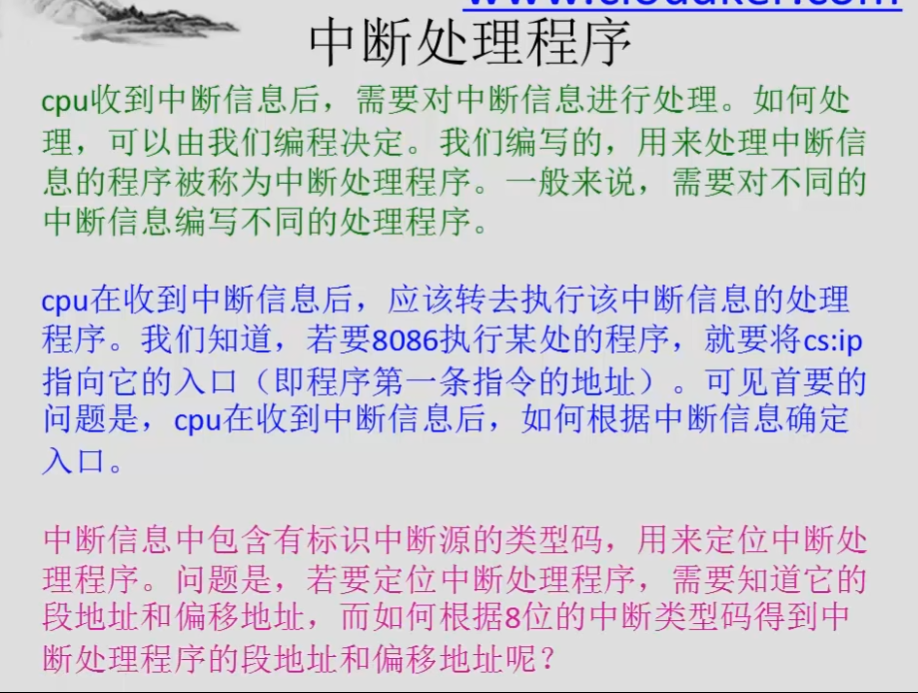 中断处理程序
cpu收到中断信息后，需要对中断信息进行处理。如何处
理，可以由我们编程决定。我们编写的，用来处理中断信
息的程序被称为中断处理程序。一般来说，需要对不同的
中断信息编写不同的处理程序。
cpu在收到中断信息后，应该转去执行该中断信息的处理
程序。我们知道，若要8086执行某处的程序，就要将cs:ip
指向它的入口（即程序第一条指令的地址）。可见首要的
问题是，cpu在收到中断信息后，如何根据中断信息确定
入口。
中断信息中包含有标识中断源的类型码，用来定位中断处
理程序。问题是，若要定位中断处理程序，需要知道它的
段地址和偏移地址，而如何根据8位的中断类型码得到中
断处理程序的段地址和偏移地址呢？